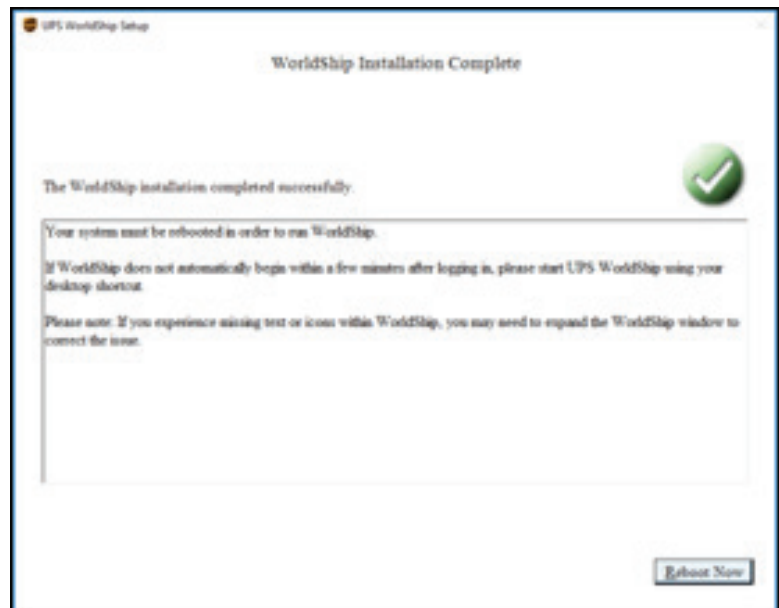 UPS WorldShip Setup
WorldShip Installation Complete
The WorldShip installation completed successfully.
Your system must be rebooted in order to run WorldShip.
If WorldShip does not automatically begin within a few minutes after logging in, please start UPS WorldShip using your
desktop shortcut.
Please note: If you experience missing text or icons within WorldShip, you may need to expand the WorldShip window to
correct the issue.
Reboot Now